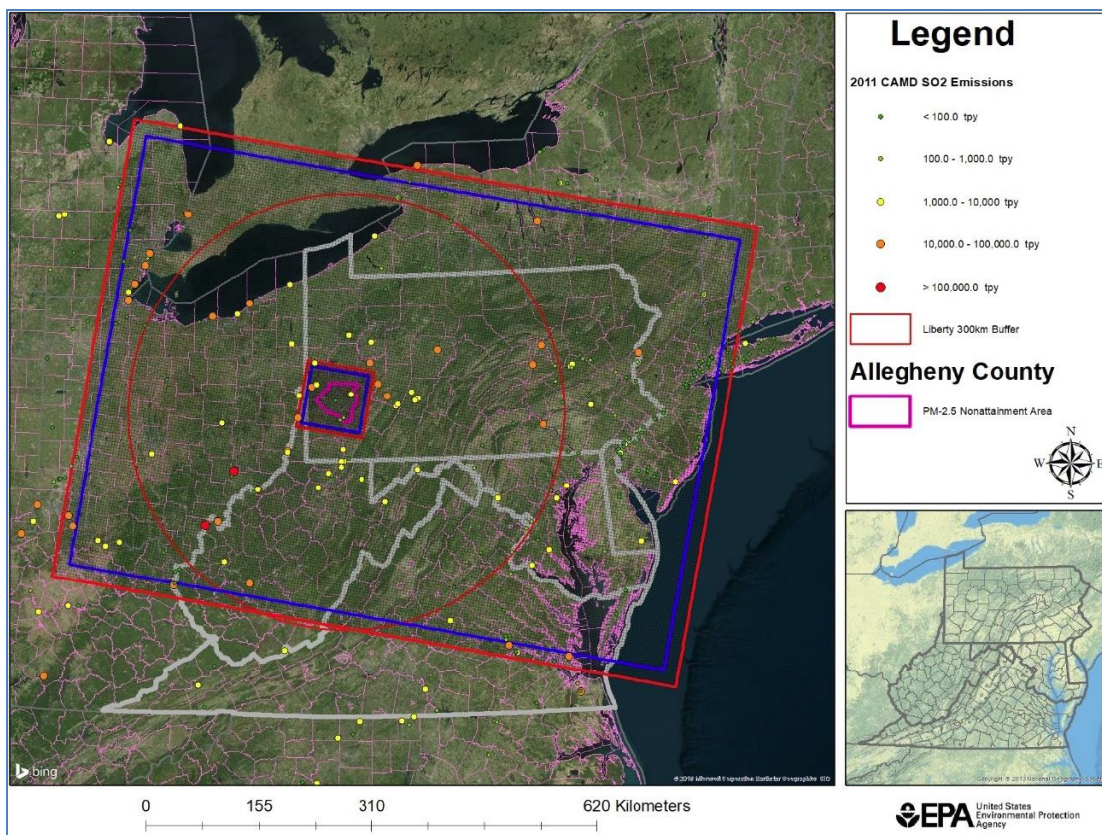 Legend
2011 CAMD SO2 Emissions
< 100.0 tpy
100.0 - 1,000.0 tpy
1,000.0 - 10,000 tpy
10,000.0 - 100,000.0 tpy
> 100,000.0 tpy
Liberty 300km Buffer
Allegheny County
PM-2.5 Nonattainment Area
N
W
E
S
bing
0
155
310
620 Kilometers
EPA
United States
Environmental Protection
Agency